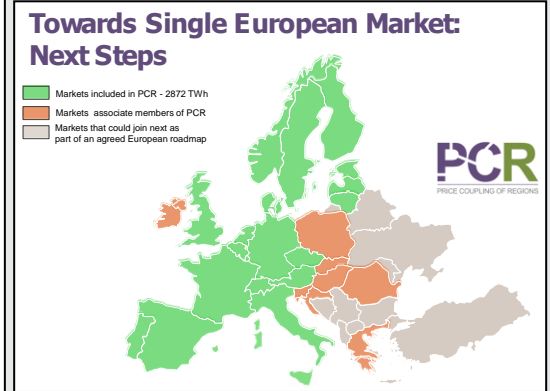 Towards Single European Market:
Next Steps
Markets included in PCR - 2872 TWh
Markets associate members of PCR
Markets that could join next as
part of an agreed European roadmap
PCR
PRICE COUPLING OF REGIONS